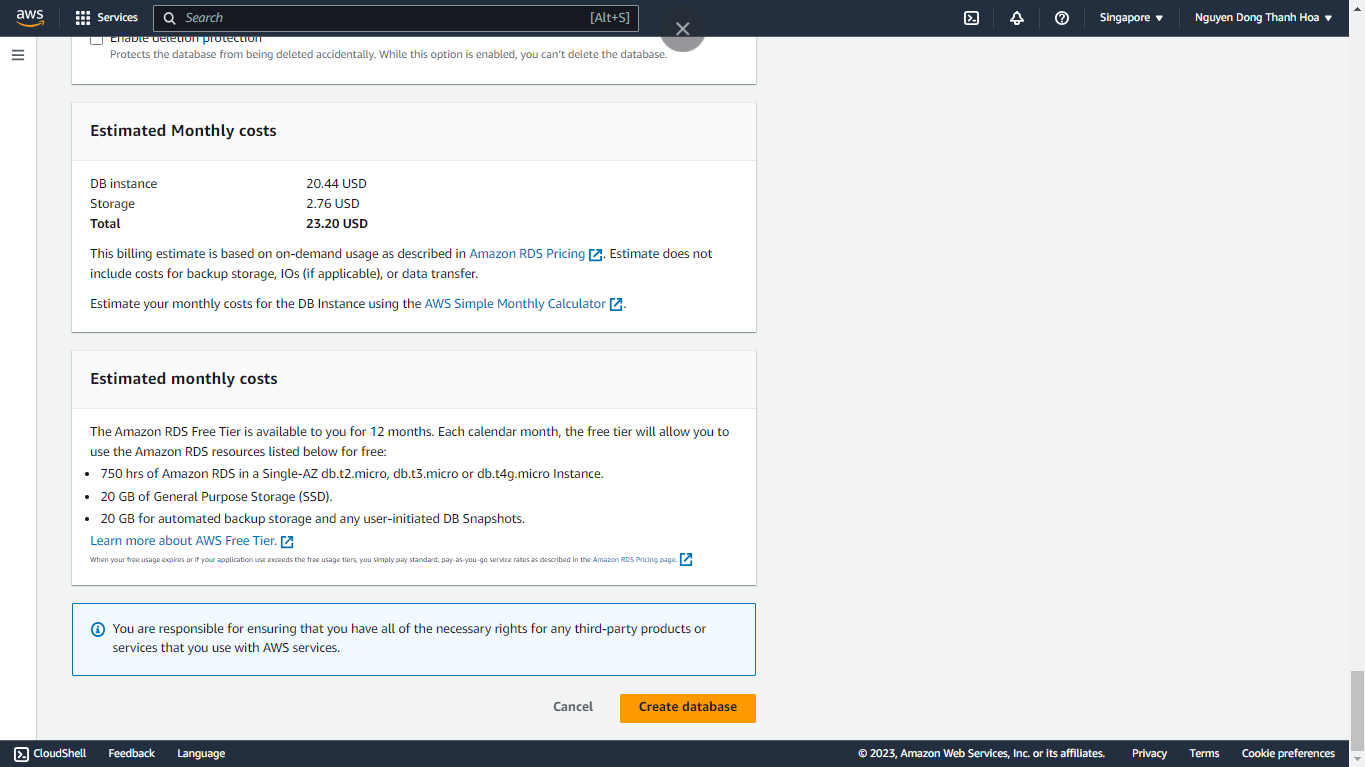 aws Services Search [Alt+S] Singapore Nguyen Dong Thanh Hoa
Enable deletion protection
Protects the database from being deleted accidentally. While this option is enabled, you can't delete the database.
Estimated Monthly costs
DB instance 20.44 USD
Storage 2.76 USD
Total 23.20 USD
This billing estimate is based on on-demand usage as described in Amazon RDS Pricing. Estimate does not
include costs for backup storage, IOs (if applicable), or data transfer.
Estimate your monthly costs for the DB Instance using the AWS Simple Monthly Calculator.
Estimated monthly costs
The Amazon RDS Free Tier is available to you for 12 months. Each calendar month, the free tier will allow you to
use the Amazon RDS resources listed below for free:
• 750 hrs of Amazon RDS in a Single-AZ db.t2.micro, db.t3.micro or db.t4g.micro Instance.
• 20 GB of General Purpose Storage (SSD).
• 20 GB for automated backup storage and any user-initiated DB Snapshots.
Learn more about AWS Free Tier.
When your free usage expires or if your application use exceeds the free usage tiers, you simply pay standard, pay-as-you-go service rates as described in the Amazon RDS Pricing page.
You are responsible for ensuring that you have all of the necessary rights for any third-party products or
services that you use with AWS services.
Cancel Create database
CloudShell Feedback Language © 2023, Amazon Web Services, Inc. or its affiliates. Privacy Terms Cookie preferences